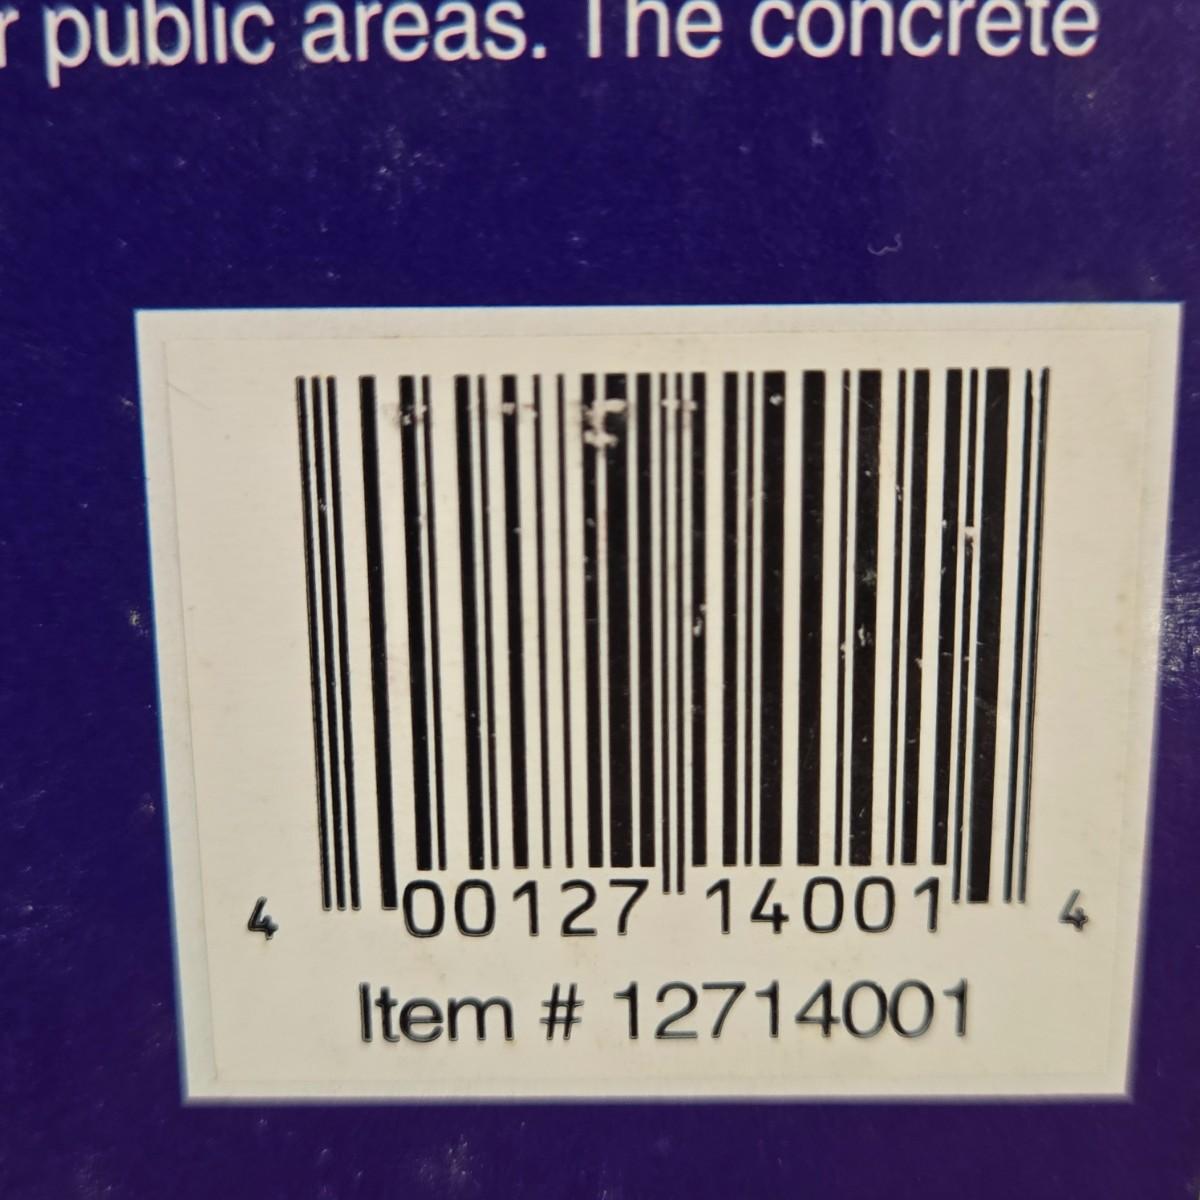 r public areas. The concrete
4 00127 14001 4
Item # 12714001